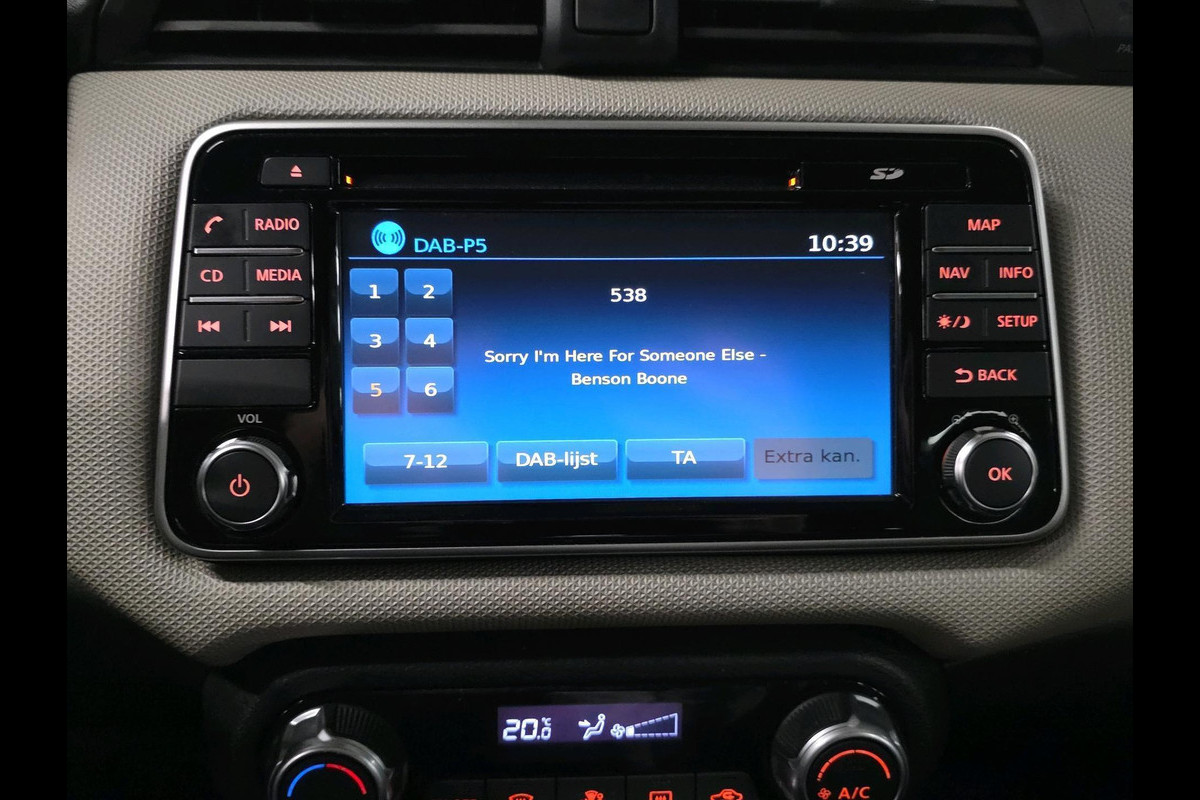 SD
RADIO
MAP
DAB-P5
10:39
CD
MEDIA
NAV
INFO
1
2
538
3
4
SETUP
Sorry I'm Here For Someone Else -
Benson Boone
BACK
5
6
VOL
7-12
DAB-lijst
TA
Extra kan.
OK
20.0°C
A/C